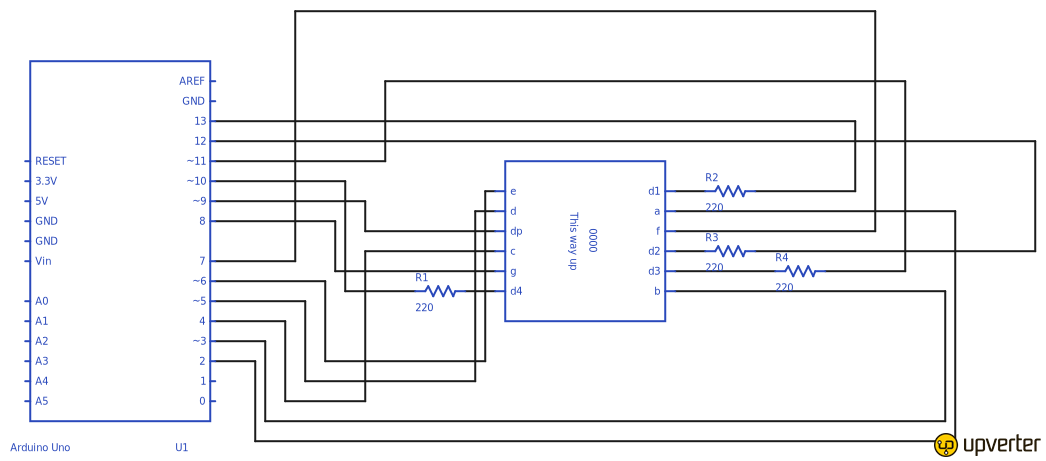 AREF
GND
13
12
RESET
~11
3.3V
~10
5V
~9
GND
8
GND
Vin
7
~6
A0
~5
A1
4
A2
~3
A3
2
A4
1
A5
0
Arduino Uno
U1
e
d
dp
c
g
d4
0000
This way up
d1
a
f
d2
d3
b
R1
220
R2
220
R3
220
R4
220
upverter